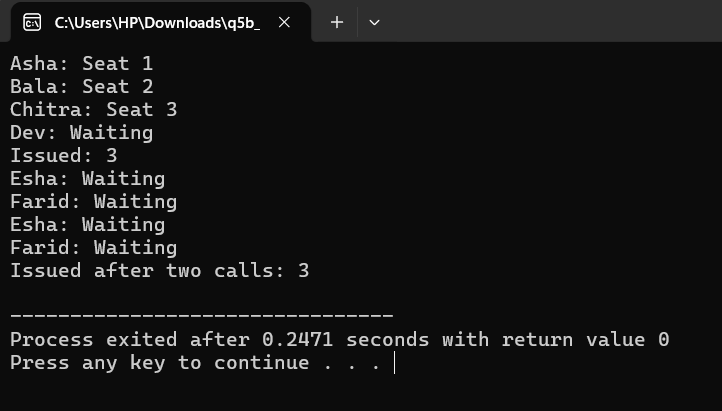 C:\Users\HP\Downloads\q5b_
Asha: Seat 1
Bala: Seat 2
Chitra: Seat 3
Dev: Waiting
Issued: 3
Esha: Waiting
Farid: Waiting
Esha: Waiting
Farid: Waiting
Issued after two calls: 3
--------------------------------
Process exited after 0.2471 seconds with return value 0
Press any key to continue . . .